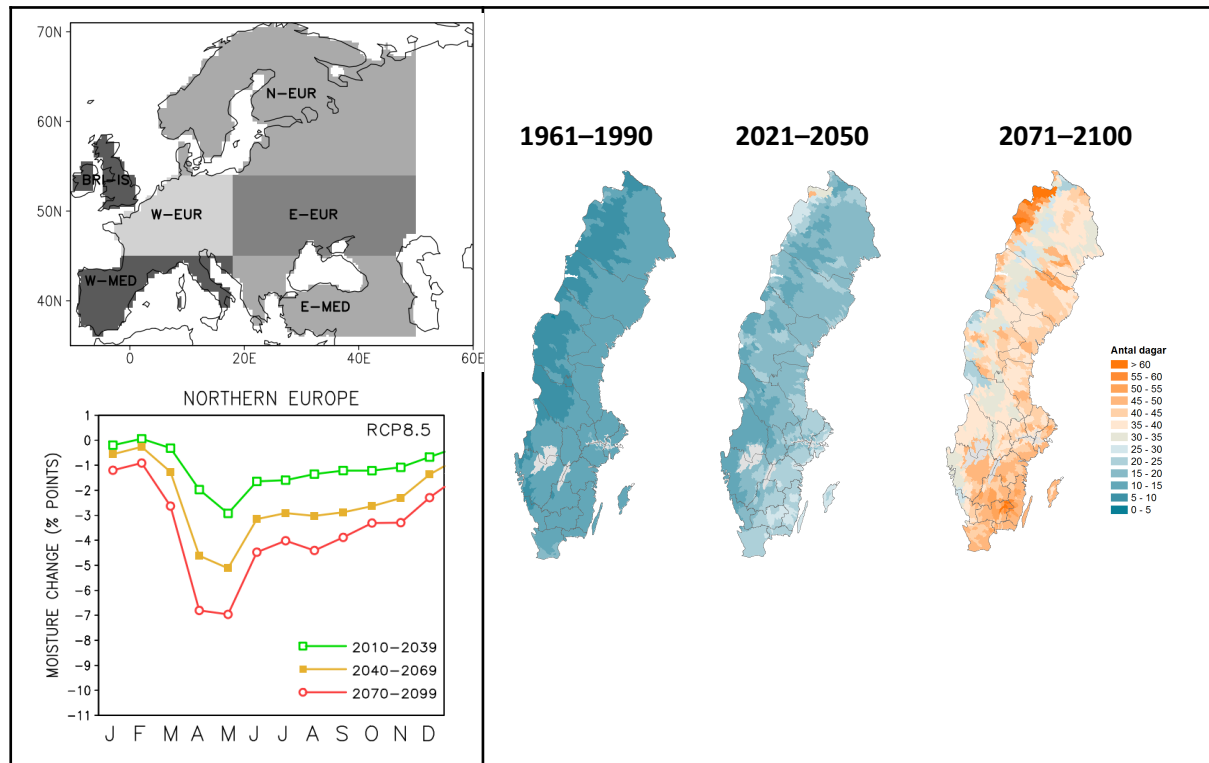 70N
60N
50N
40N
0
20E
40E
60E
N-EUR
BRI-IS
W-EUR
E-EUR
W-MED
E-MED
NORTHERN EUROPE
RCP8.5
MOISTURE CHANGE (% POINTS)
1
0
-1
-2
-3
-4
-5
-6
-7
-8
-9
-10
-11
2010-2039
2040-2069
2070-2099
J F M A M J J A S O N D
1961–1990
2021–2050
2071–2100
Antal dagar
> 60
55 - 60
50 - 55
45 - 50
40 - 45
35 - 40
30 - 35
25 - 30
20 - 25
15 - 20
10 - 15
5 - 10
0 - 5